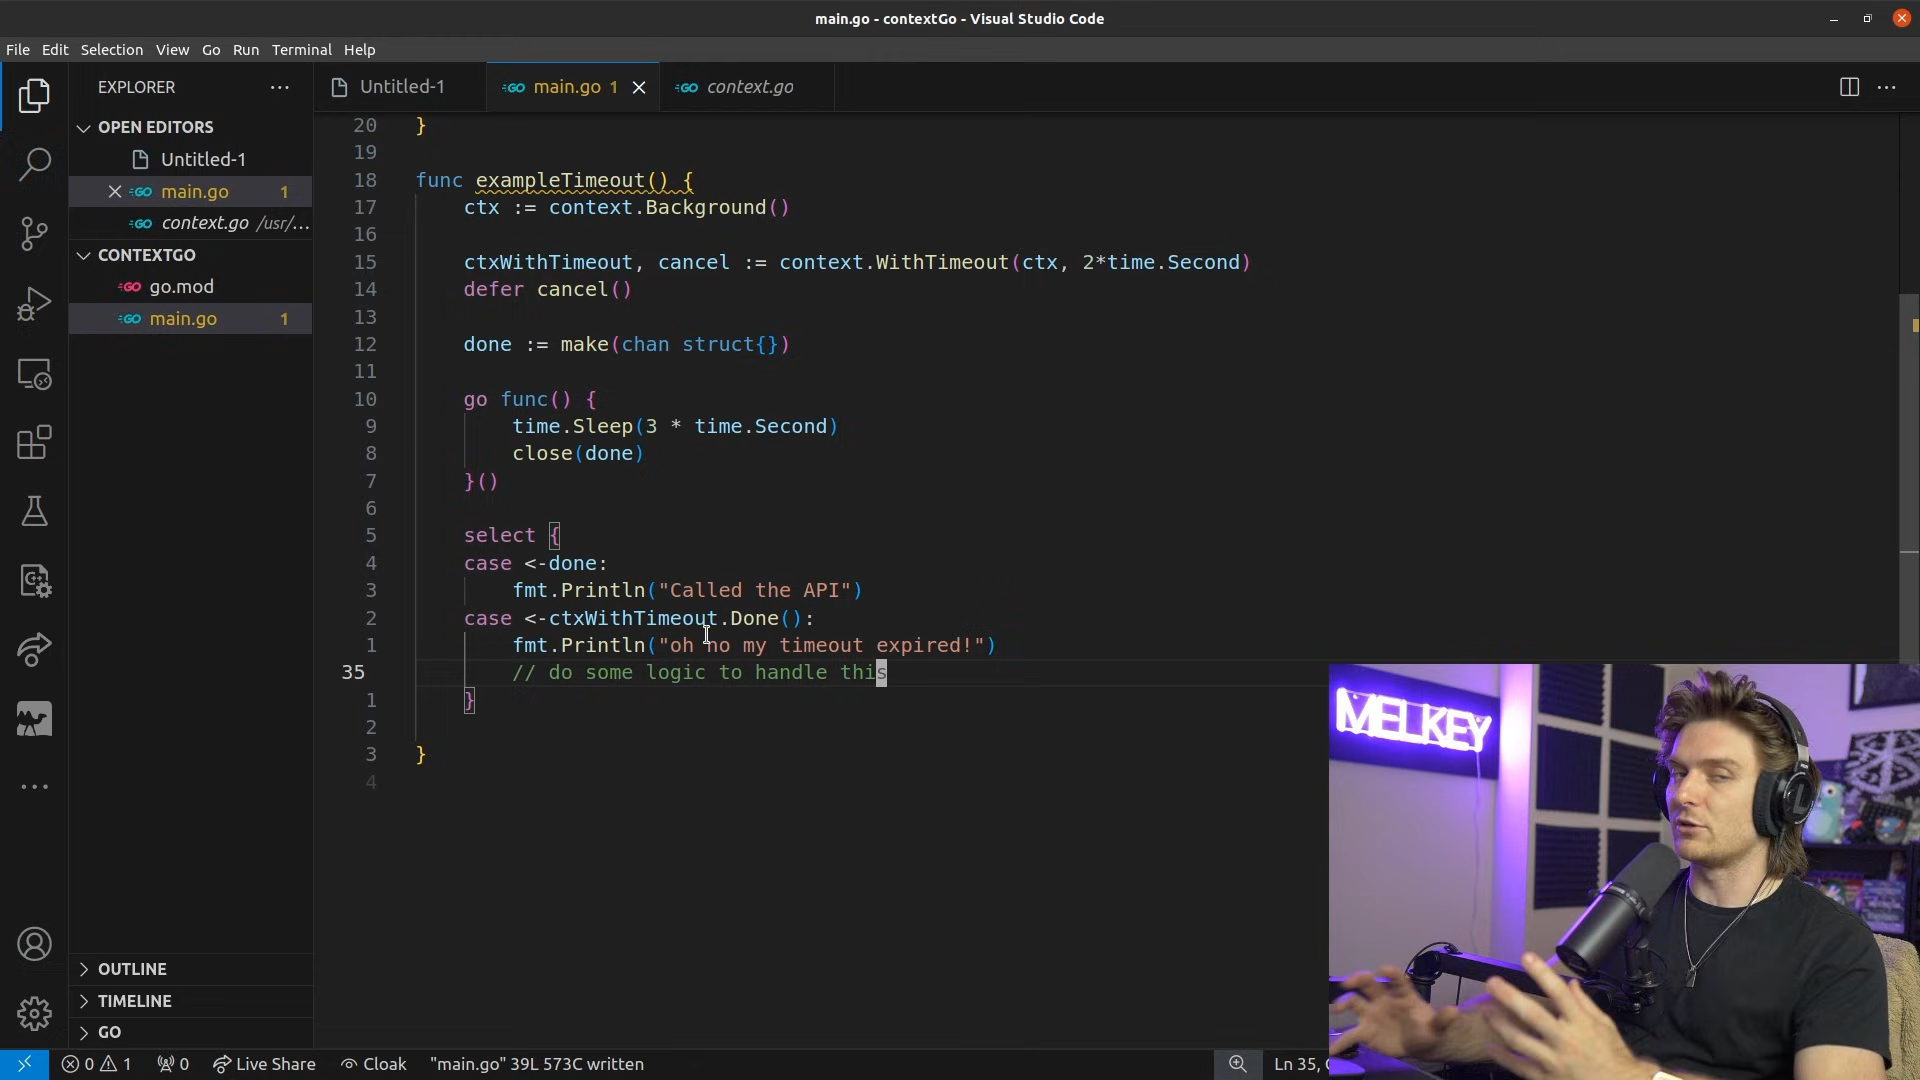 main.go - contextGo - Visual Studio Code
File Edit Selection View Go Run Terminal Help
EXPLORER
Untitled-1
GO main.go 1
GO context.go
OPEN EDITORS
Untitled-1
GO main.go 1
GO context.go /usr/...
CONTEXTGO
GO go.mod
GO main.go 1
20 }
19
18 func exampleTimeout() {
17 ctx := context.Background()
16
15 ctxWithTimeout, cancel := context.WithTimeout(ctx, 2*time.Second)
14 defer cancel()
13
12 done := make(chan struct{})
11
10 go func() {
9 time.Sleep(3 * time.Second)
8 close(done)
7 }()
6
5 select {
4 case <-done:
3 fmt.Println("Called the API")
2 case <-ctxWithTimeout.Done():
1 fmt.Println("oh no my timeout expired!")
35 // do some logic to handle this
1 }
2
3 }
4
MELKEY
OUTLINE
TIMELINE
GO
0 1 0 Live Share Cloak "main.go" 39L 573C written Ln 35,